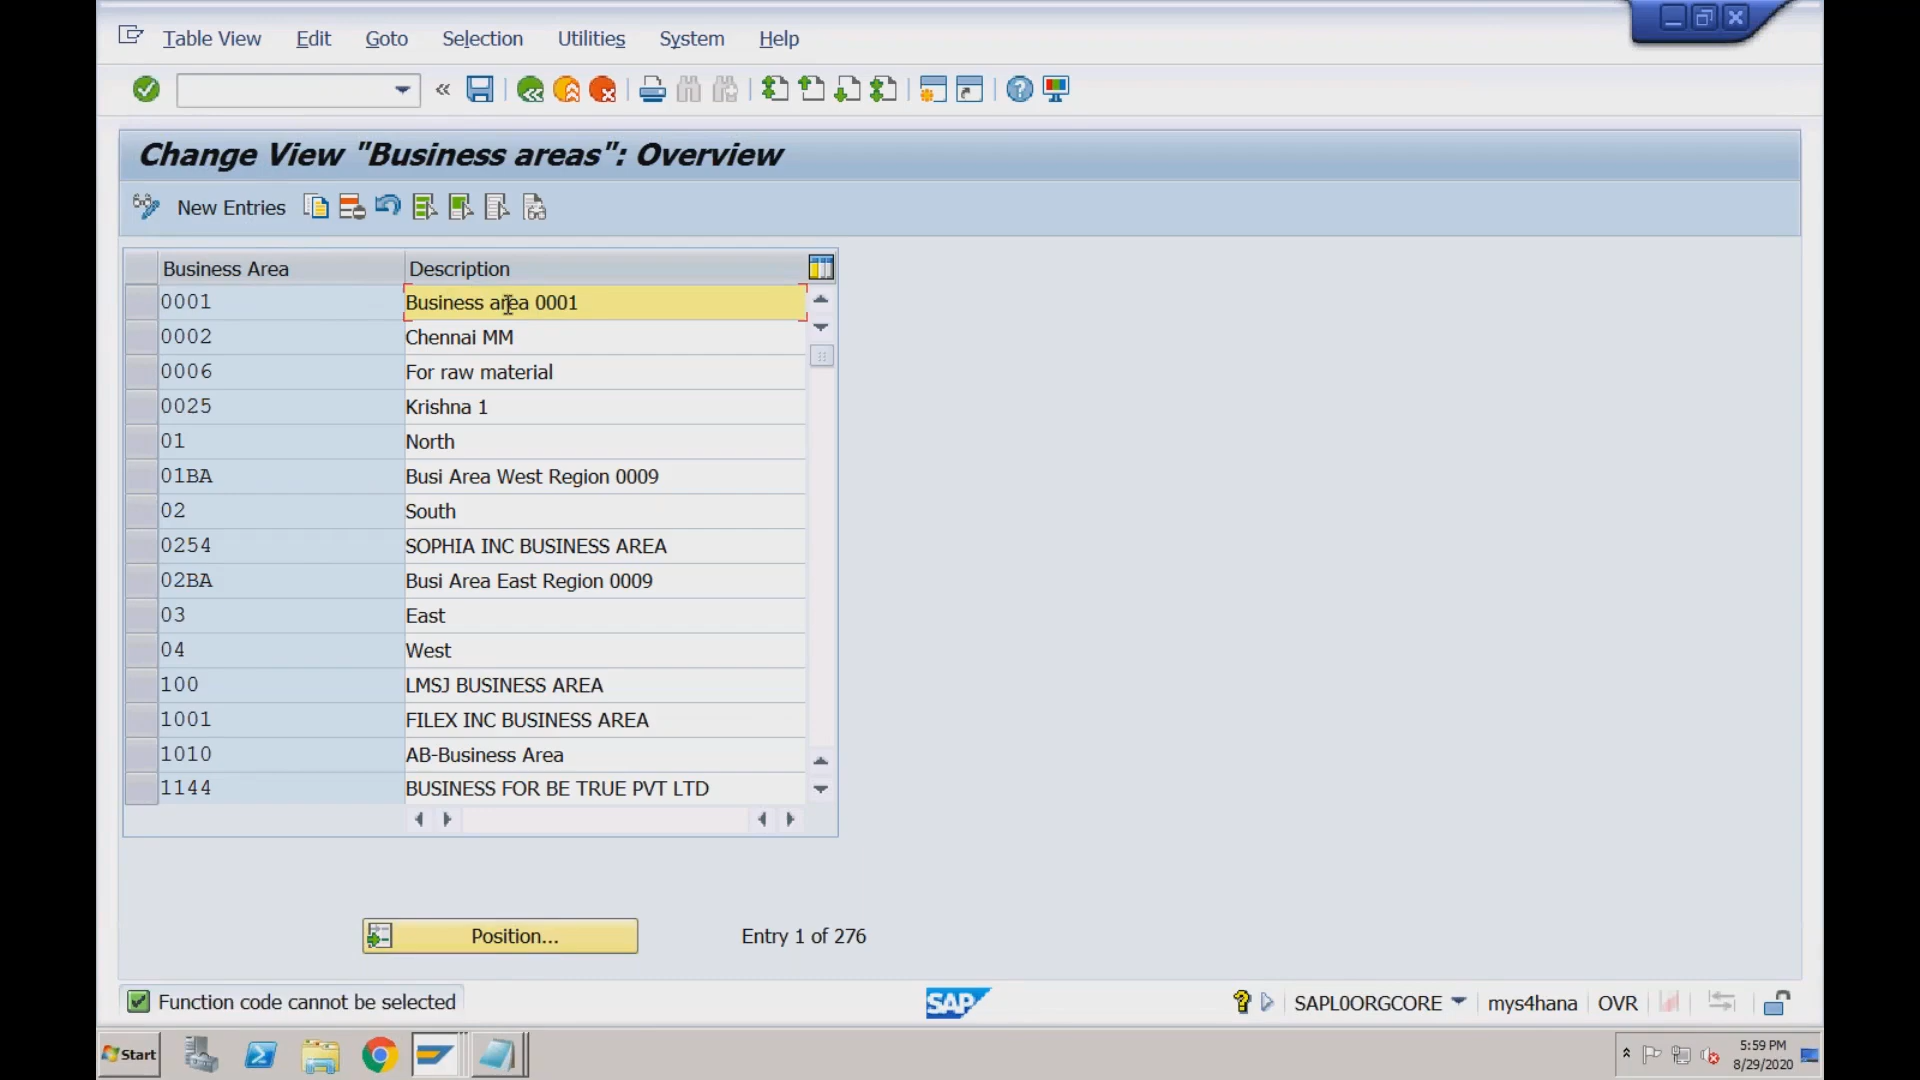 Table View Edit Goto Selection Utilities System Help
Change View "Business areas": Overview
New Entries
Business Area Description
0001 Business area 0001
0002 Chennai MM
0006 For raw material
0025 Krishna 1
01 North
01BA Busi Area West Region 0009
02 South
0254 SOPHIA INC BUSINESS AREA
02BA Busi Area East Region 0009
03 East
04 West
100 LMSJ BUSINESS AREA
1001 FILEX INC BUSINESS AREA
1010 AB-Business Area
1144 BUSINESS FOR BE TRUE PVT LTD
Position... Entry 1 of 276
Function code cannot be selected SAP SAPL0ORGCORE mys4hana OVR
Start 5:59 PM
8/29/2020